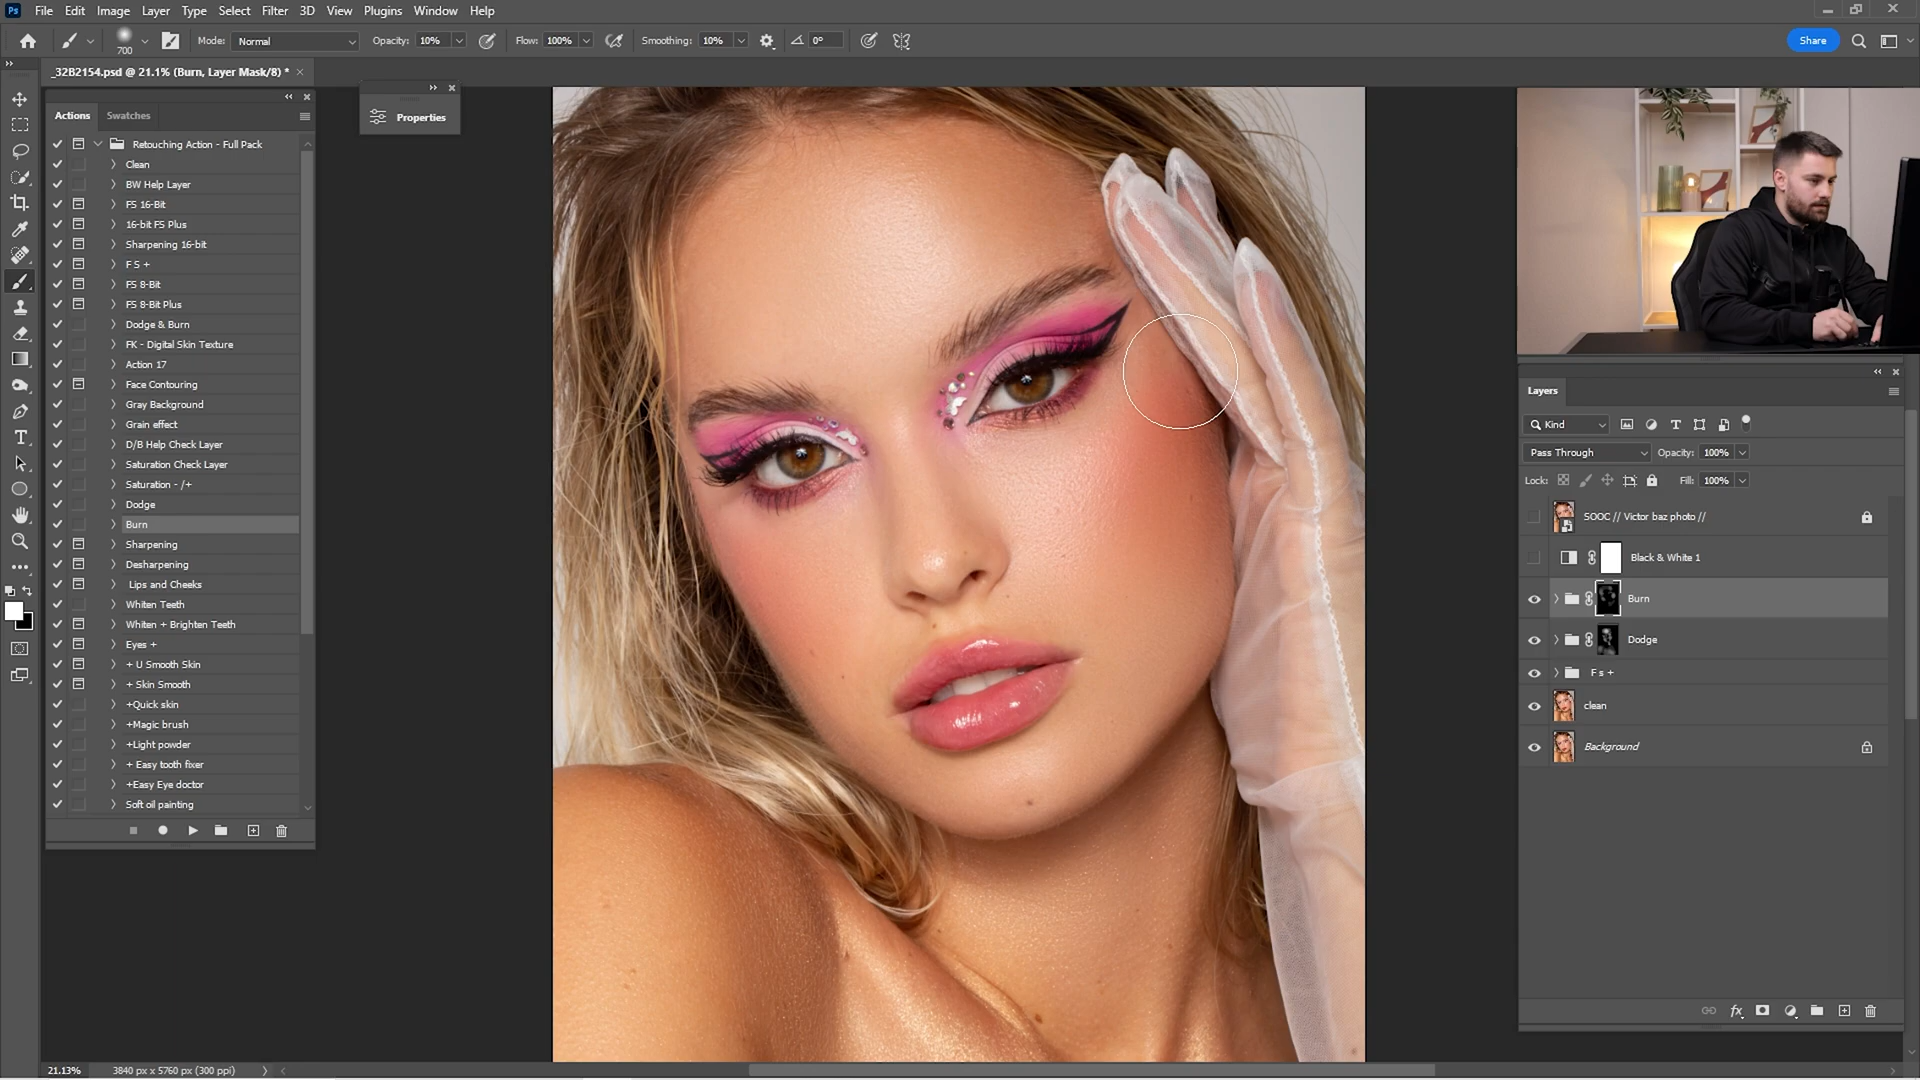 Ps File Edit Image Layer Type Select Filter 3D View Plugins Window Help
700 Mode: Normal Opacity: 10% Flow: 100% Smoothing: 10% 0° Share
_32B2154.psd @ 21.1% (Burn, Layer Mask/8) *
Actions Swatches
Retouching Action - Full Pack
Clean
BW Help Layer
FS 16-Bit
16-bit FS Plus
Sharpening 16-bit
F S +
FS 8-Bit
FS 8-Bit Plus
Dodge & Burn
FK - Digital Skin Texture
Action 17
Face Contouring
Gray Background
Grain effect
D/B Help Check Layer
Saturation Check Layer
Saturation - /+
Dodge
Burn
Sharpening
Desharpening
Lips and Cheeks
Whiten Teeth
Whiten + Brighten Teeth
Eyes +
+ U Smooth Skin
+ Skin Smooth
+Quick skin
+Magic brush
+Light powder
+ Easy tooth fixer
+Easy Eye doctor
Soft oil painting
Properties
Layers
Kind
Pass Through Opacity: 100%
Lock: Fill: 100%
SOOC // Victor baz photo //
Black & White 1
Burn
Dodge
F s +
clean
Background
21.13% 3840 px x 5760 px (300 ppi)